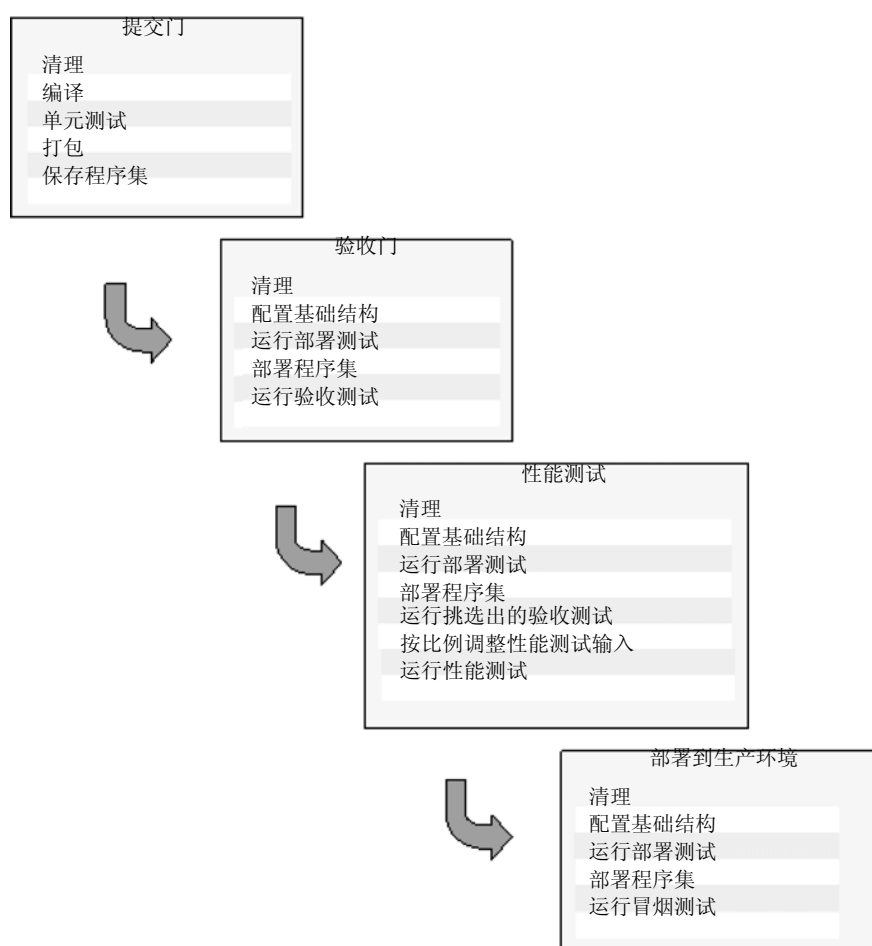 提交门
清理
编译
单元测试
打包
保存程序集
验收门
清理
配置基础结构
运行部署测试
部署程序集
运行验收测试
性能测试
清理
配置基础结构
运行部署测试
部署程序集
运行挑选出的验收测试
按比例调整性能测试输入
运行性能测试
部署到生产环境
清理
配置基础结构
运行部署测试
部署程序集
运行冒烟测试